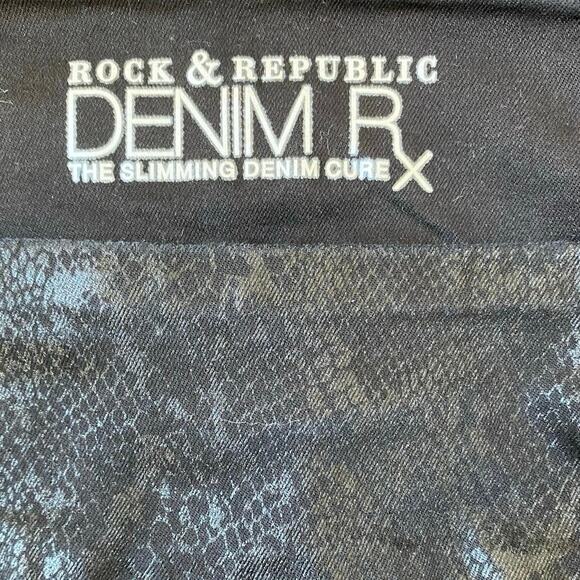 ROCK & REPUBLIC
DENIM Rx
THE SLIMMING DENIM CURE